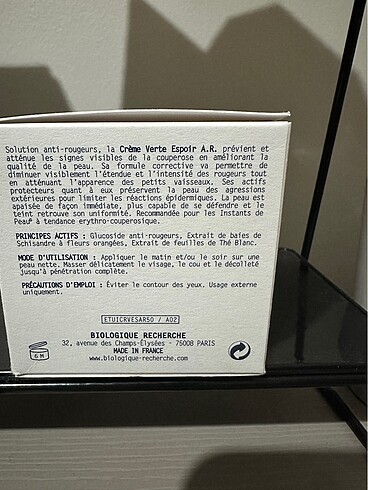 Solution anti-rougeurs, la Crème Verte Espoir A.R. prévient et
atténue les signes visibles de la couperose en améliorant la
qualité de la peau. Sa formule corrective va permettre de
diminuer visiblement l'étendue et l'intensité des rougeurs tout
en atténuant l'apparence des petits vaisseaux. Ses actifs
protecteurs quant à eux préservent la peau des agressions
extérieures pour limiter les réactions épidermiques. La peau est
apaisée de façon immédiate, plus capable de se défendre et le
teint retrouve son uniformité. Recommandée pour les Instants de
Peau® à tendance érythro-couperosique.
PRINCIPES ACTIFS : Glucoside anti-rougeurs, Extrait de baies de
Schisandre à fleurs orangées, Extrait de feuilles de Thé Blanc.
MODE D'UTILISATION : Appliquer le matin et/ou le soir sur une
peau nette. Masser délicatement le visage, le cou et le décolleté
jusqu'à pénétration complète.
PRÉCAUTIONS D'EMPLOI : Éviter le contour des yeux. Usage externe
uniquement.
ETUICRVESAR50 / A02
BIOLOGIQUE RECHERCHE
32, avenue des Champs-Élysées - 75008 PARIS
MADE IN FRANCE
www.biologique-recherche.com
6 M